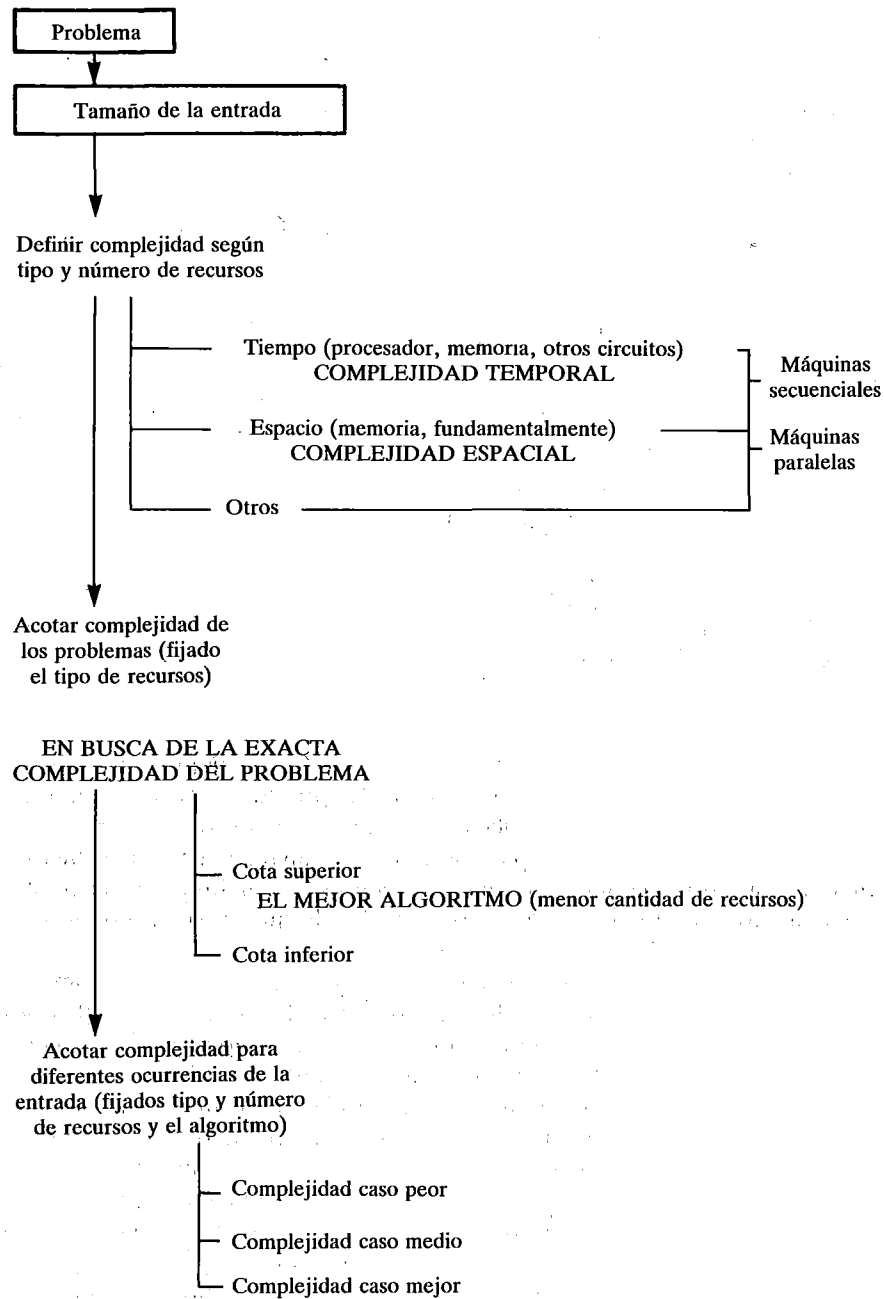 Problema
Tamaño de la entrada
Definir complejidad según
tipo y número de recursos
Tiempo (procesador, memoria, otros circuitos)
COMPLEJIDAD TEMPORAL
Máquinas
secuenciales
Espacio (memoria, fundamentalmente)
COMPLEJIDAD ESPACIAL
Máquinas
paralelas
Otros
Acotar complejidad de
los problemas (fijado
el tipo de recursos)
EN BUSCA DE LA EXACTA
COMPLEJIDAD DEL PROBLEMA
Cota superior
EL MEJOR ALGORITMO (menor cantidad de recursos)
Cota inferior
Acotar complejidad para
diferentes ocurrencias de la
entrada (fijados tipo y número
de recursos y el algoritmo)
Complejidad caso peor
Complejidad caso medio
Complejidad caso mejor